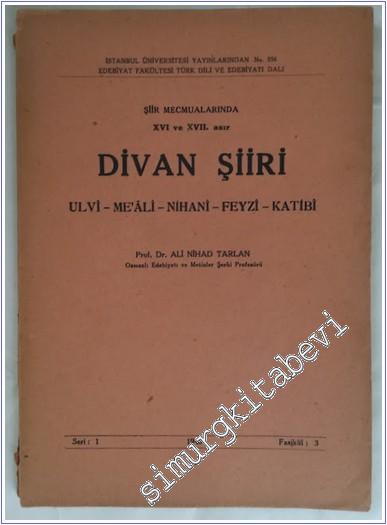 İSTANBUL ÜNİVERSİTESİ YAYINLARINDAN No.
EDEBİYAT FAKÜLTESİ TÜRK DİLİ VE EDEBİYATI DALI
ŞİİR MECMUALARINDA
XVI ve XVII. asır
DİVAN ŞİİRİ
ULVİ – ME'ÂLİ – NİHANİ – FEYZİ – KATİBİ
Prof. Dr. ALİ NİHAD TARLAN
Osmanlı Edebiyatı ve Metinler Şerhi Profesörü
Seri: 1 Fasikül: 3
simurgkitabevi.com